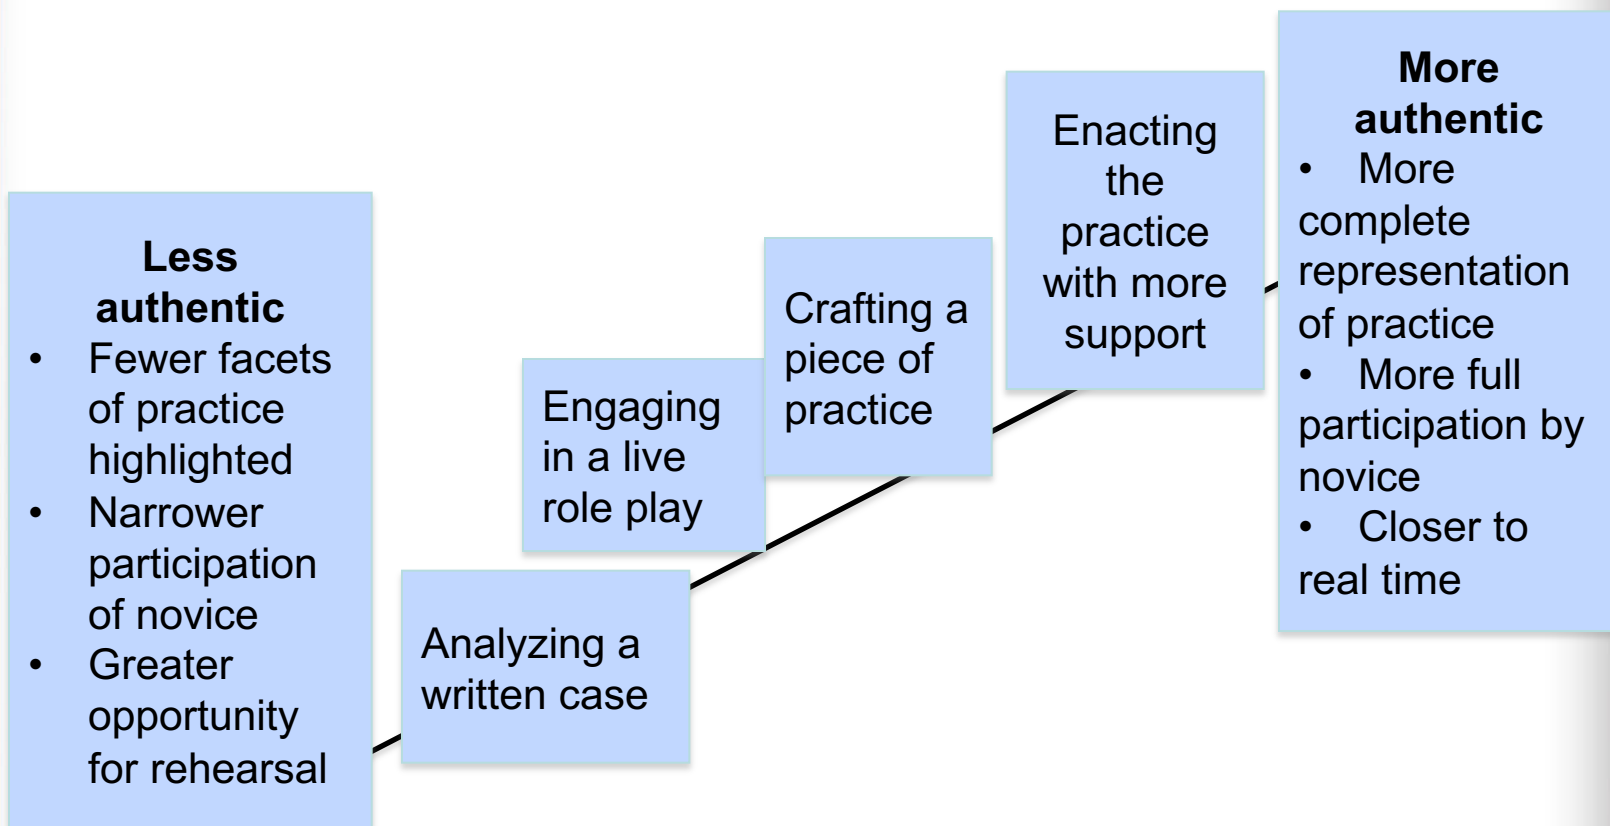 Less
authentic
• Fewer facets
of practice
highlighted
• Narrower
participation
of novice
• Greater
opportunity
for rehearsal
Analyzing a
written case
Engaging
in a live
role play
Crafting a
piece of
practice
Enacting
the
practice
with more
support
More
authentic
• More
complete
representation
of practice
• More full
participation by
novice
• Closer to
real time